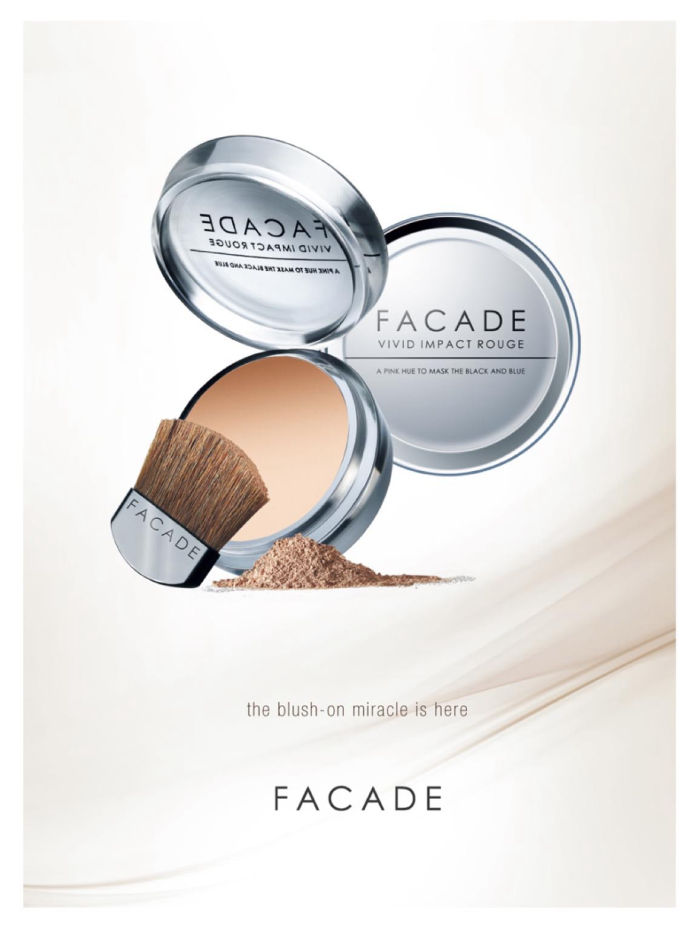 FACADE
VIVID IMPACT ROUGE
A PINK HUE TO MASK THE BLACK AND BLUE
FACADE
VIVID IMPACT ROUGE
A PINK HUE TO MASK THE BLACK AND BLUE
FACADE
the blush-on miracle is here
FACADE